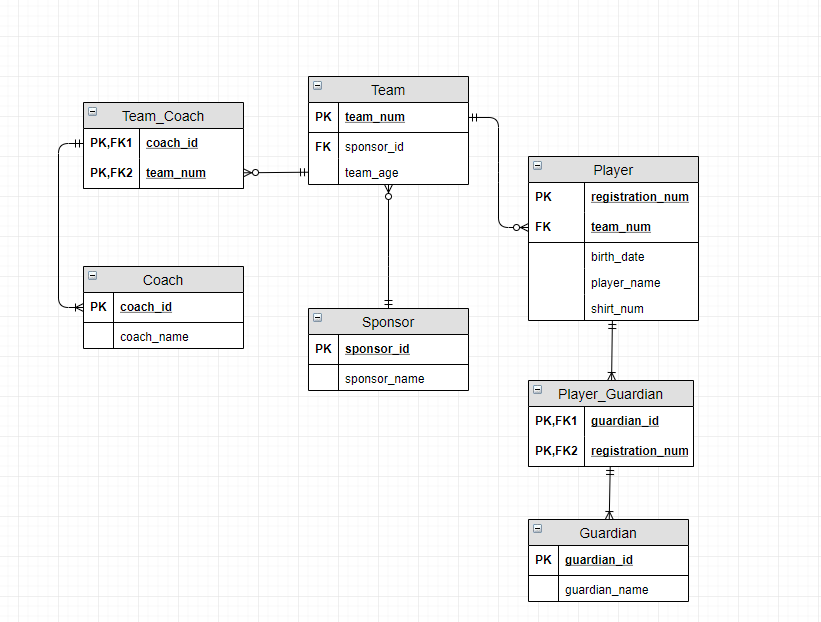 Team
PK team_num
FK sponsor_id
team_age
Team_Coach
PK,FK1 coach_id
PK,FK2 team_num
Player
PK registration_num
FK team_num
birth_date
player_name
shirt_num
Coach
PK coach_id
coach_name
Sponsor
PK sponsor_id
sponsor_name
Player_Guardian
PK,FK1 guardian_id
PK,FK2 registration_num
Guardian
PK guardian_id
guardian_name